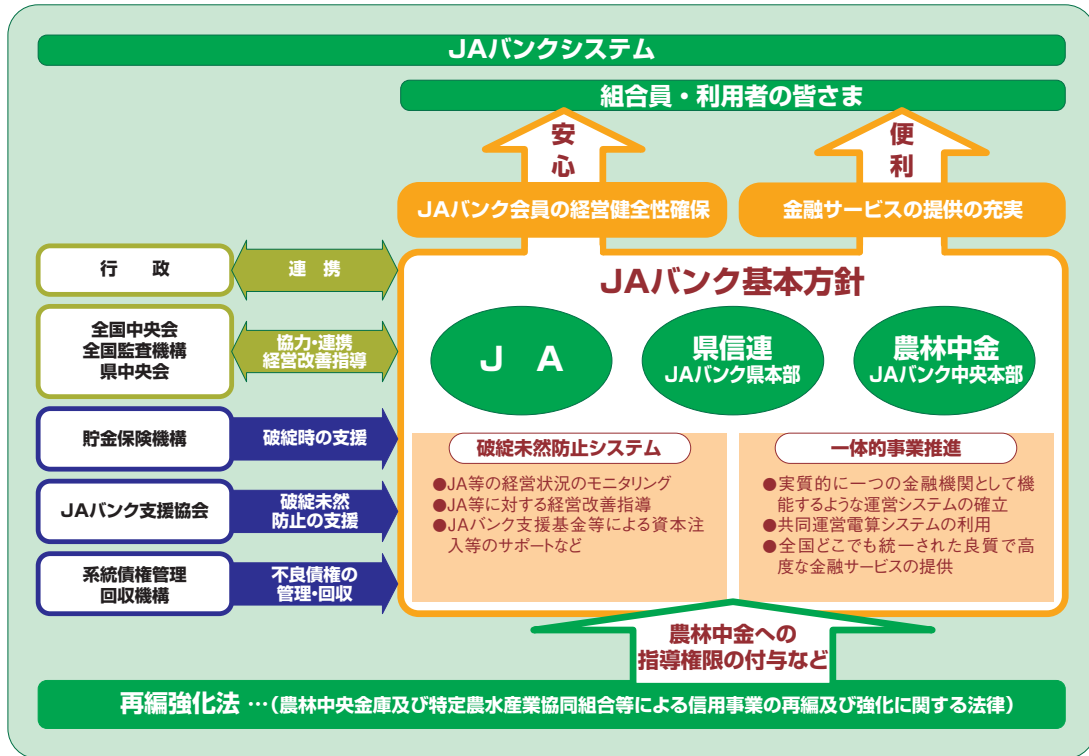 JAバンクシステム
組合員・利用者の皆さま
安心
便利
JAバンク会員の経営健全性確保
金融サービスの提供の充実
行　政
連　携
全国中央会
全国監査機構
県中央会
協力・連携
経営改善指導
貯金保険機構
破綻時の支援
JAバンク支援協会
破綻未然
防止の支援
系統債権管理
回収機構
不良債権の
管理・回収
JAバンク基本方針
J　A
県信連
JAバンク県本部
農林中金
JAバンク中央本部
破綻未然防止システム
●JA等の経営状況のモニタリング
●JA等に対する経営改善指導
●JAバンク支援基金等による資本注
入等のサポートなど
一体的事業推進
●実質的に一つの金融機関として機
能するような運営システムの確立
●共同運営電算システムの利用
●全国どこでも統一された良質で高
度な金融サービスの提供
農林中金への
指導権限の付与など
再編強化法 …（農林中央金庫及び特定農水産業協同組合等による信用事業の再編及び強化に関する法律）